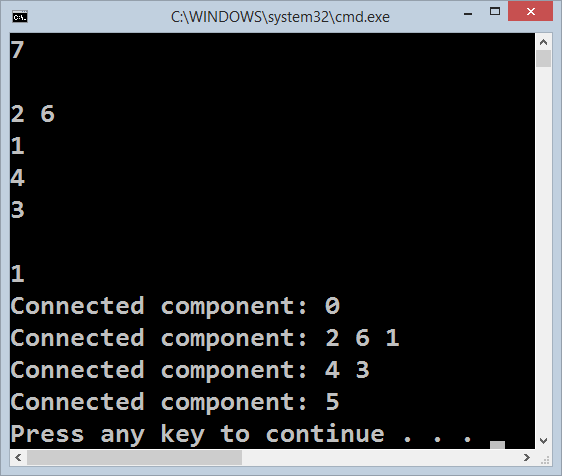 C:\WINDOWS\system32\cmd.exe
7
2 6
1
4
3
1
Connected component: 0
Connected component: 2 6 1
Connected component: 4 3
Connected component: 5
Press any key to continue . . .